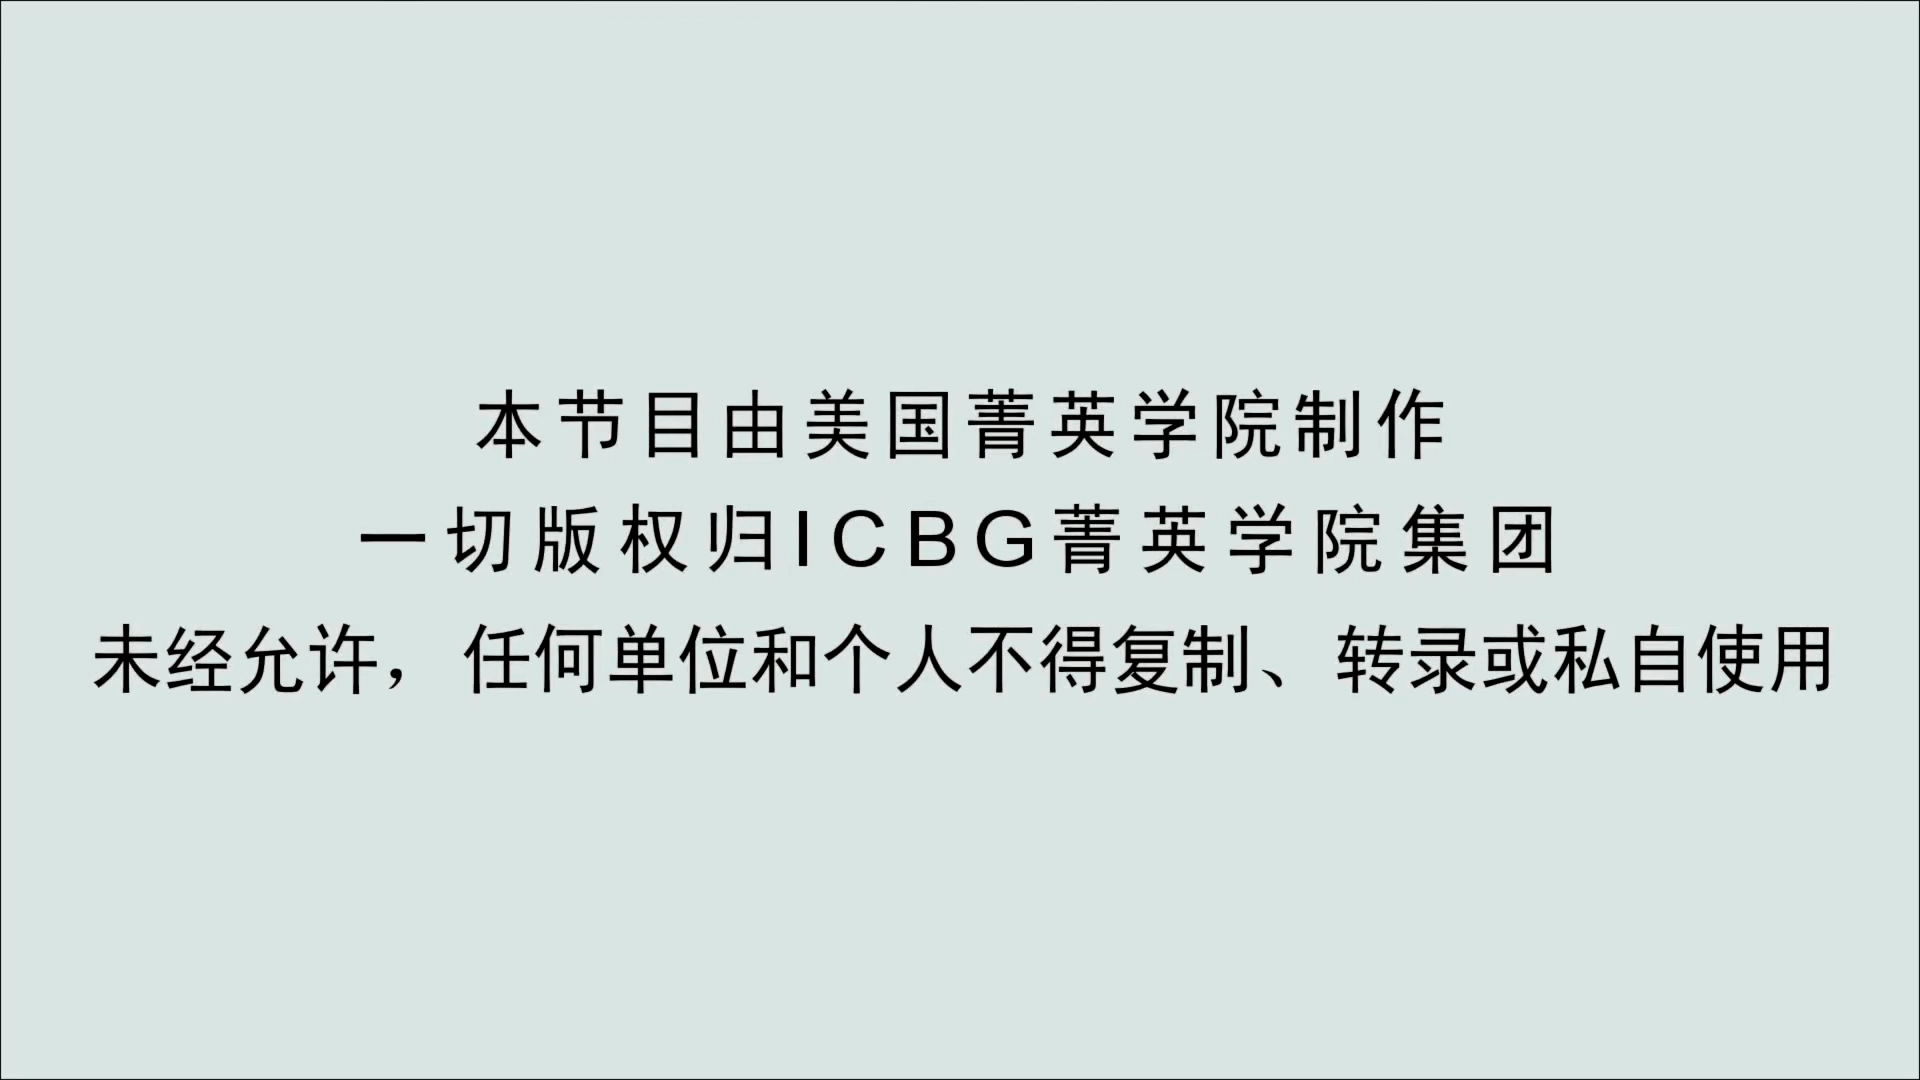 本节目由美国菁英学院制作
一切版权归ICBG菁英学院集团
未经允许，任何单位和个人不得复制、转录或私自使用